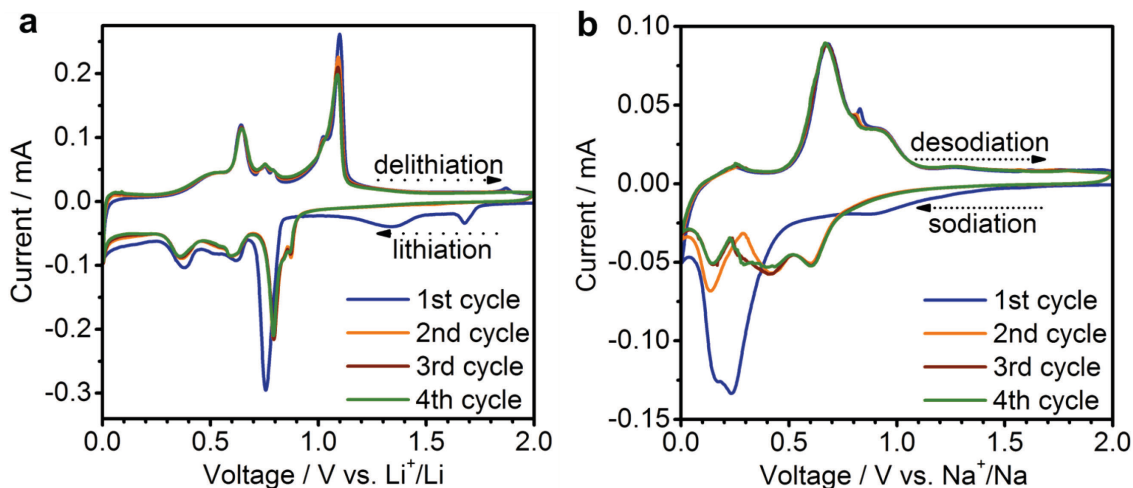 a
Current / mA
0.2
0.1
0.0
-0.1
-0.2
-0.3
delithiation
lithiation
1st cycle
2nd cycle
3rd cycle
4th cycle
0.0 0.5 1.0 1.5 2.0
Voltage / V vs. Li⁺/Li
b
Current / mA
0.10
0.05
0.00
-0.05
-0.10
-0.15
desodiation
sodiation
1st cycle
2nd cycle
3rd cycle
4th cycle
0.0 0.5 1.0 1.5 2.0
Voltage / V vs. Na⁺/Na